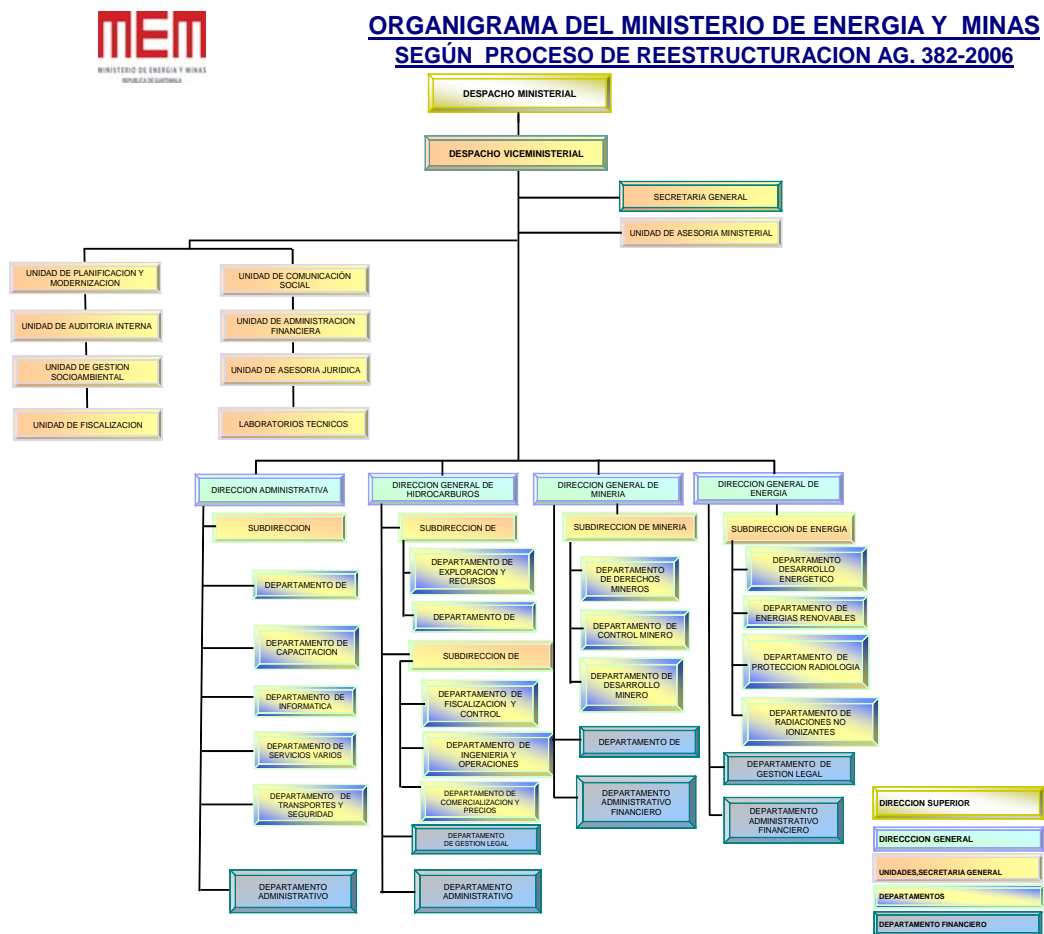 MEM
MINISTERIO DE ENERGIA Y MINAS
REPUBLICA DE GUATEMALA
ORGANIGRAMA DEL MINISTERIO DE ENERGIA Y MINAS
SEGÚN PROCESO DE REESTRUCTURACION AG. 382-2006
DESPACHO MINISTERIAL
DESPACHO VICEMINISTERIAL
SECRETARIA GENERAL
UNIDAD DE ASESORIA MINISTERIAL
UNIDAD DE PLANIFICACION Y
MODERNIZACION
UNIDAD DE AUDITORIA INTERNA
UNIDAD DE GESTION
SOCIOAMBIENTAL
UNIDAD DE FISCALIZACION
UNIDAD DE COMUNICACIÓN
SOCIAL
UNIDAD DE ADMINISTRACION
FINANCIERA
UNIDAD DE ASESORIA JURIDICA
LABORATORIOS TECNICOS
DIRECCION ADMINISTRATIVA
SUBDIRECCION
DEPARTAMENTO DE
DEPARTAMENTO DE
CAPACITACION
DEPARTAMENTO DE
INFORMATICA
DEPARTAMENTO DE
SERVICIOS VARIOS
DEPARTAMENTO DE
TRANSPORTES Y
SEGURIDAD
DEPARTAMENTO
ADMINISTRATIVO
DIRECCION GENERAL DE
HIDROCARBUROS
SUBDIRECCION DE
DEPARTAMENTO DE
EXPLORACION Y
RECURSOS
DEPARTAMENTO DE
SUBDIRECCION DE
DEPARTAMENTO DE
FISCALIZACION Y
CONTROL
DEPARTAMENTO DE
INGENIERIA Y
OPERACIONES
DEPARTAMENTO DE
COMERCIALIZACION Y
PRECIOS
DEPARTAMENTO
DE GESTION LEGAL
DEPARTAMENTO
ADMINISTRATIVO
DIRECCION GENERAL DE
MINERIA
SUBDIRECCION DE MINERIA
DEPARTAMENTO
DE DERECHOS
MINEROS
DEPARTAMENTO DE
CONTROL MINERO
DEPARTAMENTO DE
DESARROLLO
MINERO
DEPARTAMENTO DE
DEPARTAMENTO
ADMINISTRATIVO
FINANCIERO
DIRECCION GENERAL DE
ENERGIA
SUBDIRECCION DE ENERGIA
DEPARTAMENTO
DESARROLLO
ENERGETICO
DEPARTAMENTO DE
ENERGIAS RENOVABLES
DEPARTAMENTO DE
PROTECCION RADIOLOGIA
DEPARTAMENTO DE
RADIACIONES NO
IONIZANTES
DEPARTAMENTO DE
GESTION LEGAL
DEPARTAMENTO
ADMINISTRATIVO
FINANCIERO
DIRECCION SUPERIOR
DIRECCCION GENERAL
UNIDADES,SECRETARIA GENERAL
DEPARTAMENTOS
DEPARTAMENTO FINANCIERO